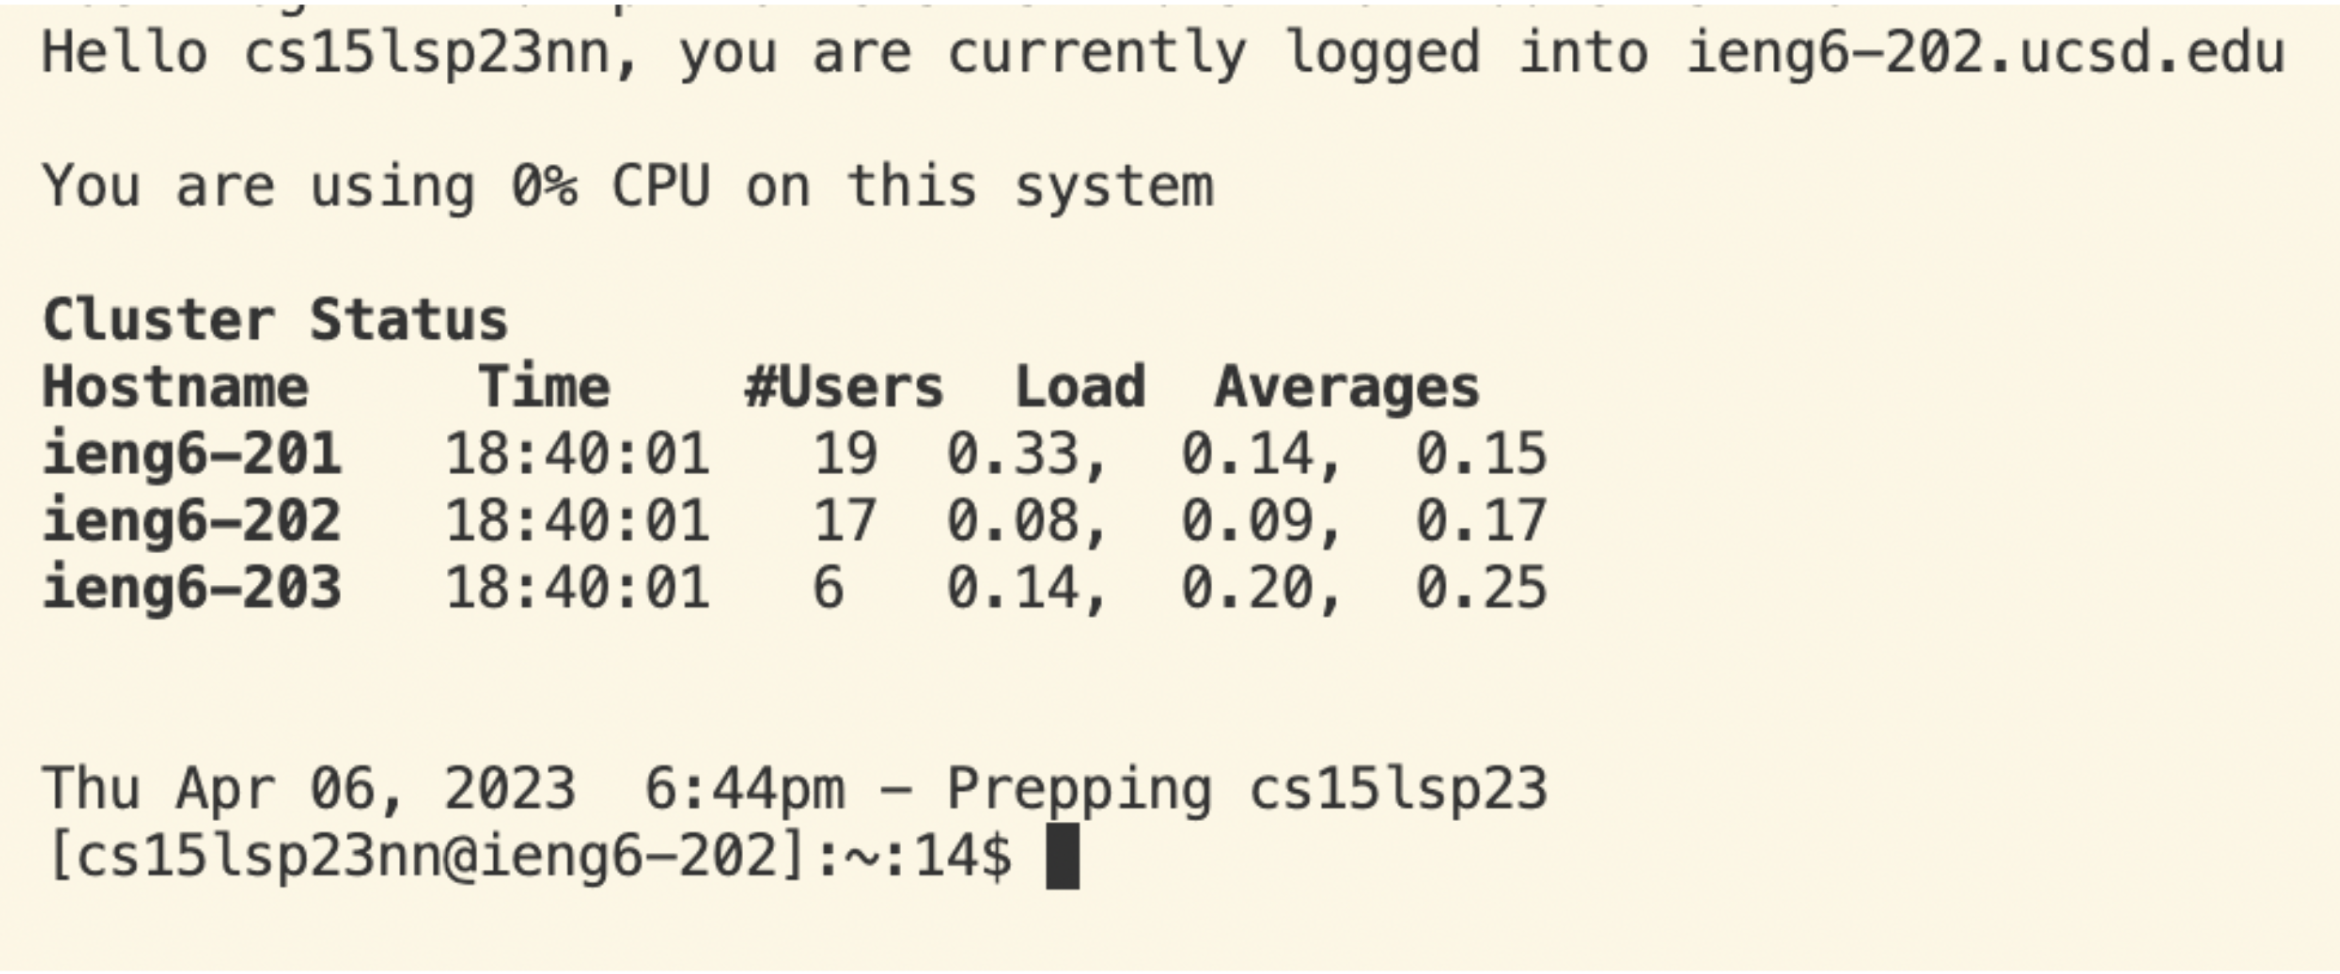 Hello cs15lsp23nn, you are currently logged into ieng6-202.ucsd.edu
You are using 0% CPU on this system
Cluster Status
Hostname     Time    #Users  Load  Averages
ieng6-201   18:40:01   19  0.33,  0.14,  0.15
ieng6-202   18:40:01   17  0.08,  0.09,  0.17
ieng6-203   18:40:01   6   0.14,  0.20,  0.25
Thu Apr 06, 2023  6:44pm - Prepping cs15lsp23
[cs15lsp23nn@ieng6-202]:~:14$